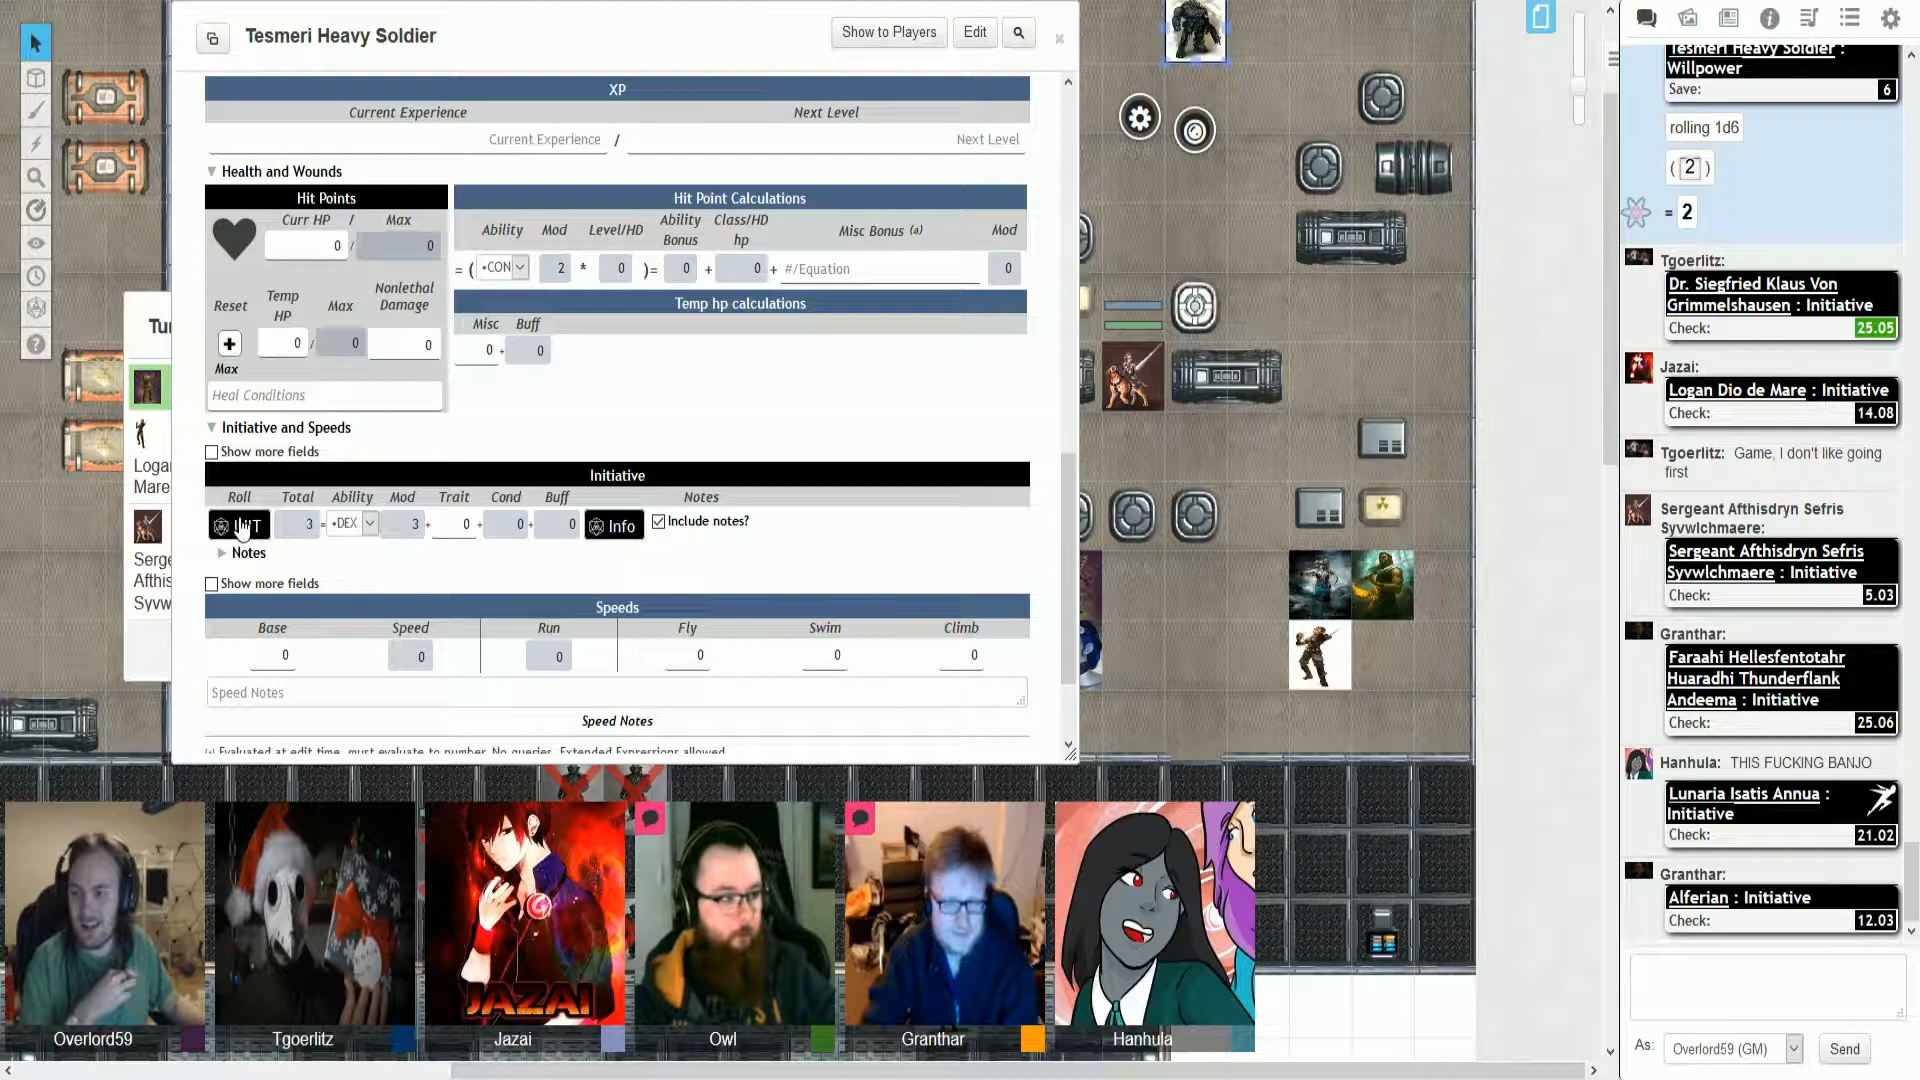 Tesmeri Heavy Soldier
Show to Players
Edit
XP
Current Experience
Next Level
Current Experience
/
Next Level
Health and Wounds
Hit Points
Curr HP / Max
0 / 0
Reset
Temp HP
Max
Nonlethal Damage
0 / 0
0
Max
Heal Conditions
Hit Point Calculations
Ability Mod Level/HD Ability Bonus Class/HD hp Misc Bonus (a) Mod
= ( •CON 2 * 0 )= 0 + 0 + #/Equation 0
Temp hp calculations
Misc Buff
0 + 0
Initiative and Speeds
Show more fields
Initiative
Roll Total Ability Mod Trait Cond Buff Notes
3 = •DEX 3 + 0 + 0 + 0 Info Include notes?
Notes
Show more fields
Speeds
Base Speed Run Fly Swim Climb
0 0 0 0 0 0
Speed Notes
Speed Notes
(a) Evaluated at edit time, must evaluate to number. No queries. Extended Expressions allowed
Tu
Loga
Mare
Serge
Afthis
Syvw
Tesmeri Heavy Soldier :
Willpower
Save: 6
rolling 1d6
( 2 )
= 2
Tgoerlitz:
Dr. Siegfried Klaus Von
Grimmelshausen : Initiative
Check: 25.05
Jazai:
Logan Dio de Mare : Initiative
Check: 14.08
Tgoerlitz: Game, I don't like going
first
Sergeant Afthisdryn Sefris
Syvwlchmaere:
Sergeant Afthisdryn Sefris
Syvwlchmaere : Initiative
Check: 5.03
Granthar:
Faraahi Hellesfentotahr
Huaradhi Thunderflank
Andeema : Initiative
Check: 25.06
Hanhula: THIS FUCKING BANJO
Lunaria Isatis Annua :
Initiative
Check: 21.02
Granthar:
Alferian : Initiative
Check: 12.03
As: Overlord59 (GM)
Send
JAZAI
Overlord59
Tgoerlitz
Jazai
Owl
Granthar
Hanhula